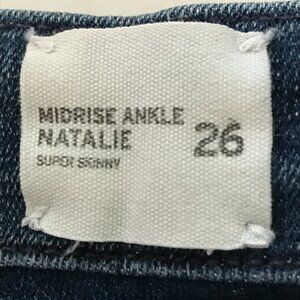 MIDRISE ANKLE
NATALIE
SUPER SKINNY
26